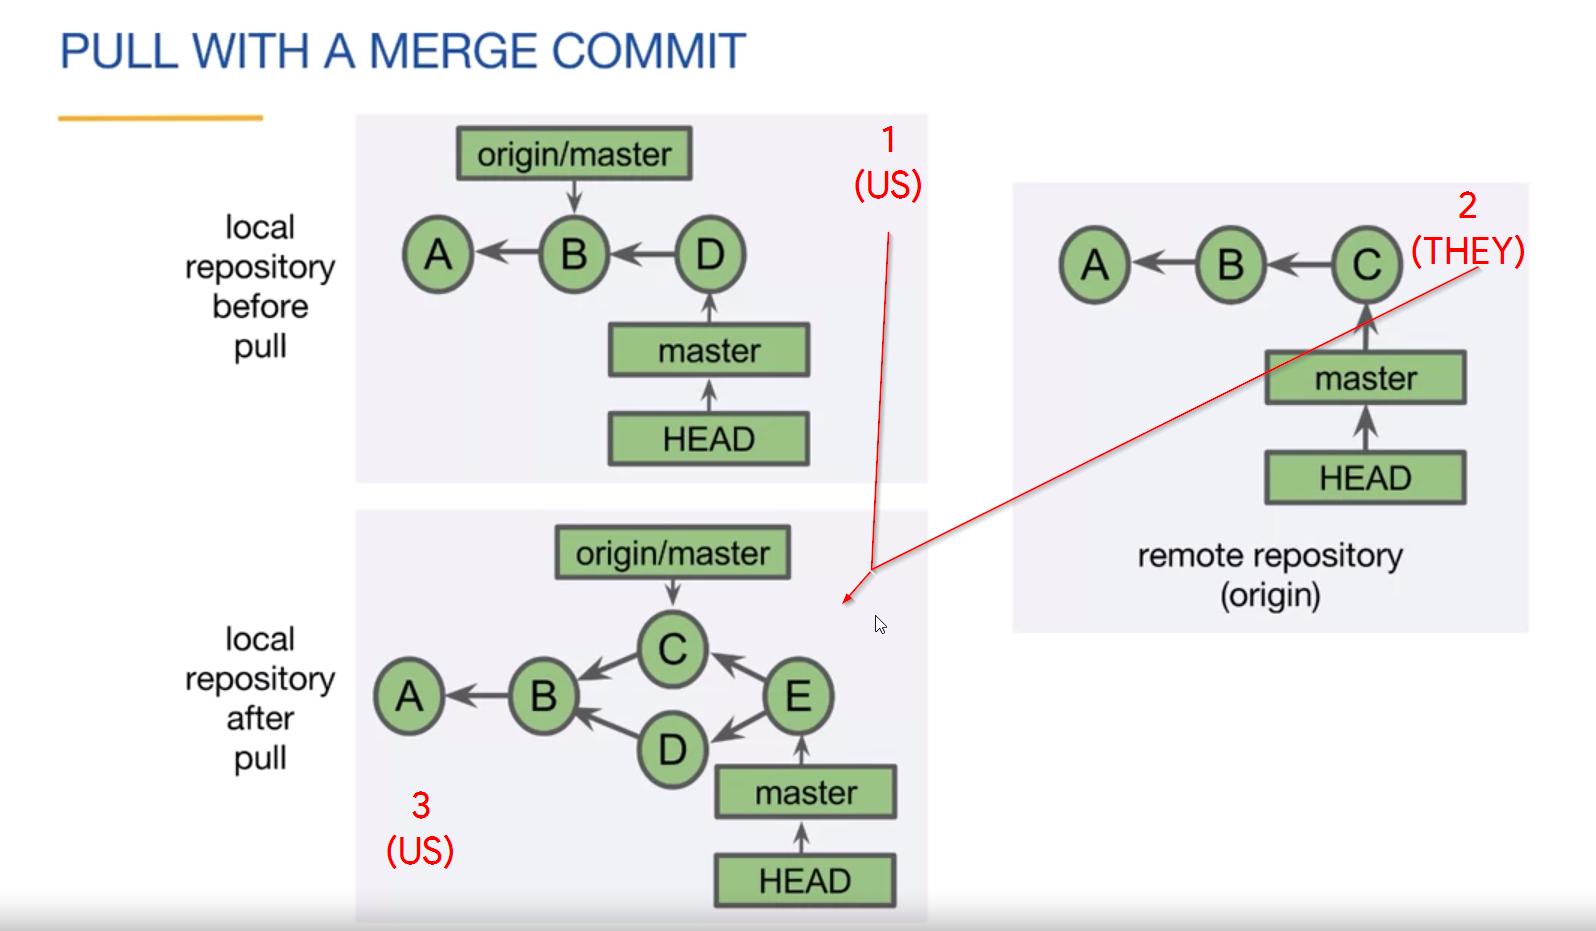 PULL WITH A MERGE COMMIT
local
repository
before
pull
origin/master
A
B
D
master
HEAD
1
(US)
2
(THEY)
A
B
C
master
HEAD
remote repository
(origin)
local
repository
after
pull
origin/master
A
B
C
D
E
master
HEAD
3
(US)